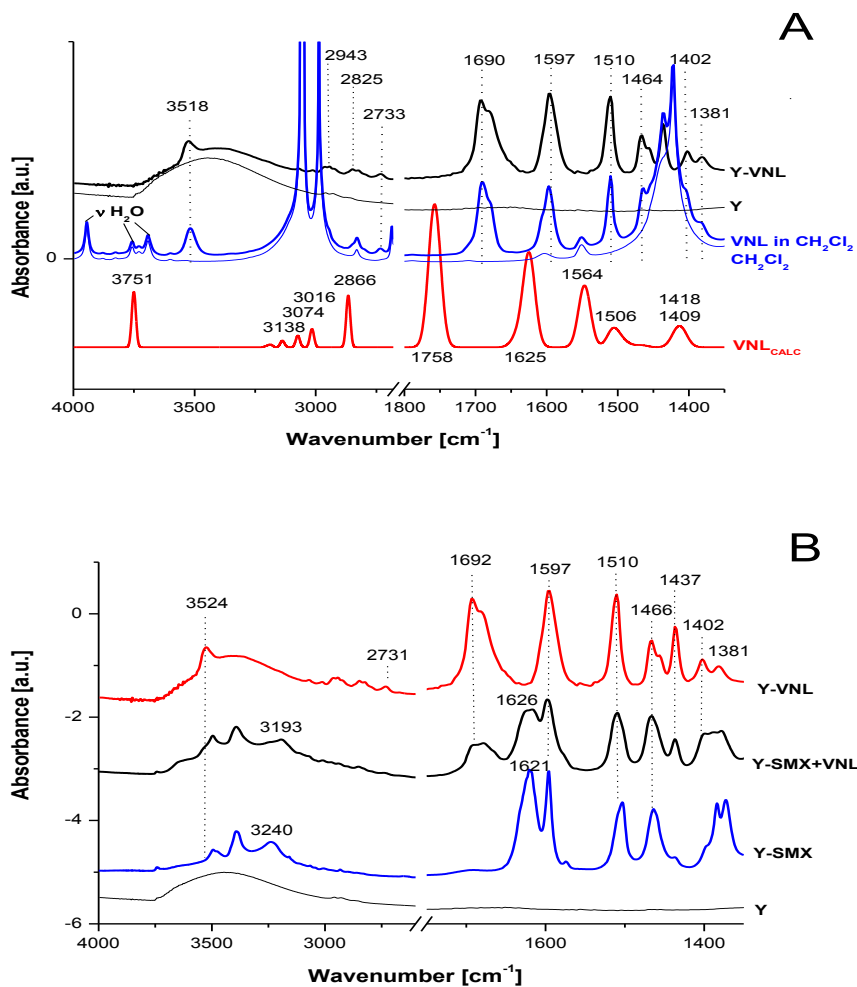 A
2943
2825
2733
3518
1690
1597
1510
1464
1402
1381
Y-VNL
Y
VNL in CH₂Cl₂
CH₂Cl₂
ν H₂O
3751
3138
3074
3016
2866
1758
1625
1564
1506
1418
1409
VNL_CALC
0
Absorbance [a.u.]
4000 3500 3000 1800 1700 1600 1500 1400
Wavenumber [cm⁻¹]
B
3524
2731
1692
1597
1510
1466
1437
1402
1381
Y-VNL
3193
1626
Y-SMX+VNL
3240
1621
Y-SMX
Y
0
-2
-4
-6
Absorbance [a.u.]
4000 3500 3000 1600 1400
Wavenumber [cm⁻¹]